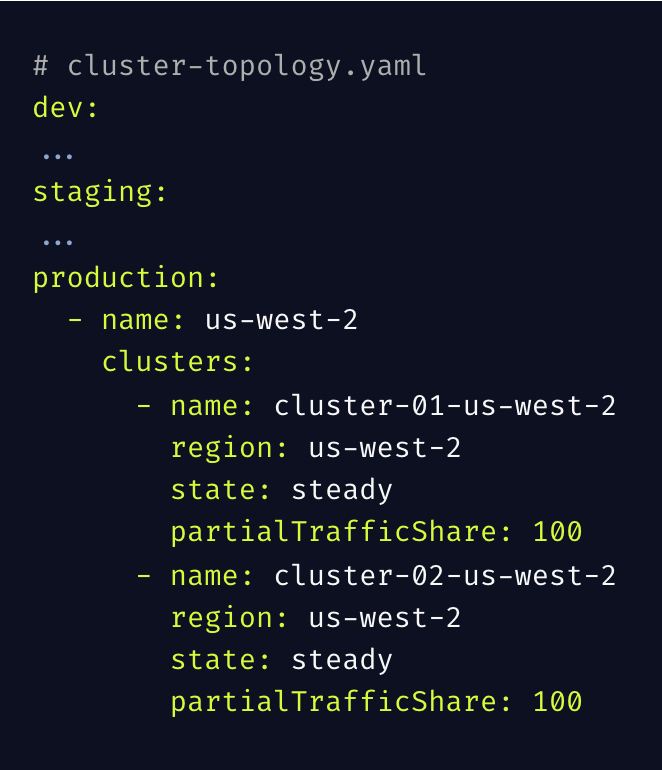 # cluster-topology.yaml
dev:
...
staging:
...
production:
  - name: us-west-2
    clusters:
      - name: cluster-01-us-west-2
        region: us-west-2
        state: steady
        partialTrafficShare: 100
      - name: cluster-02-us-west-2
        region: us-west-2
        state: steady
        partialTrafficShare: 100